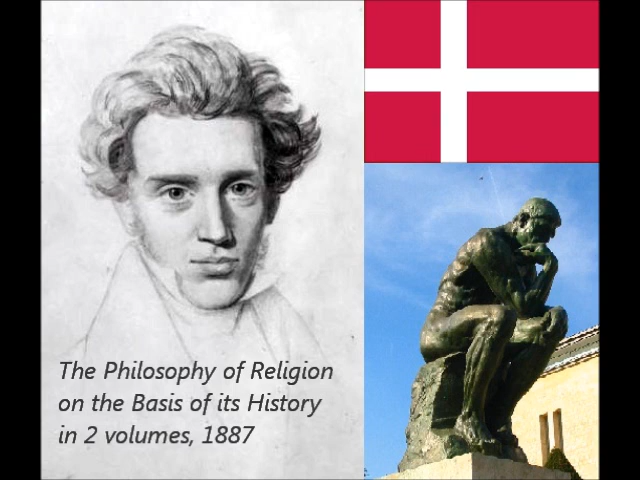 The Philosophy of Religion
on the Basis of its History
in 2 volumes, 1887